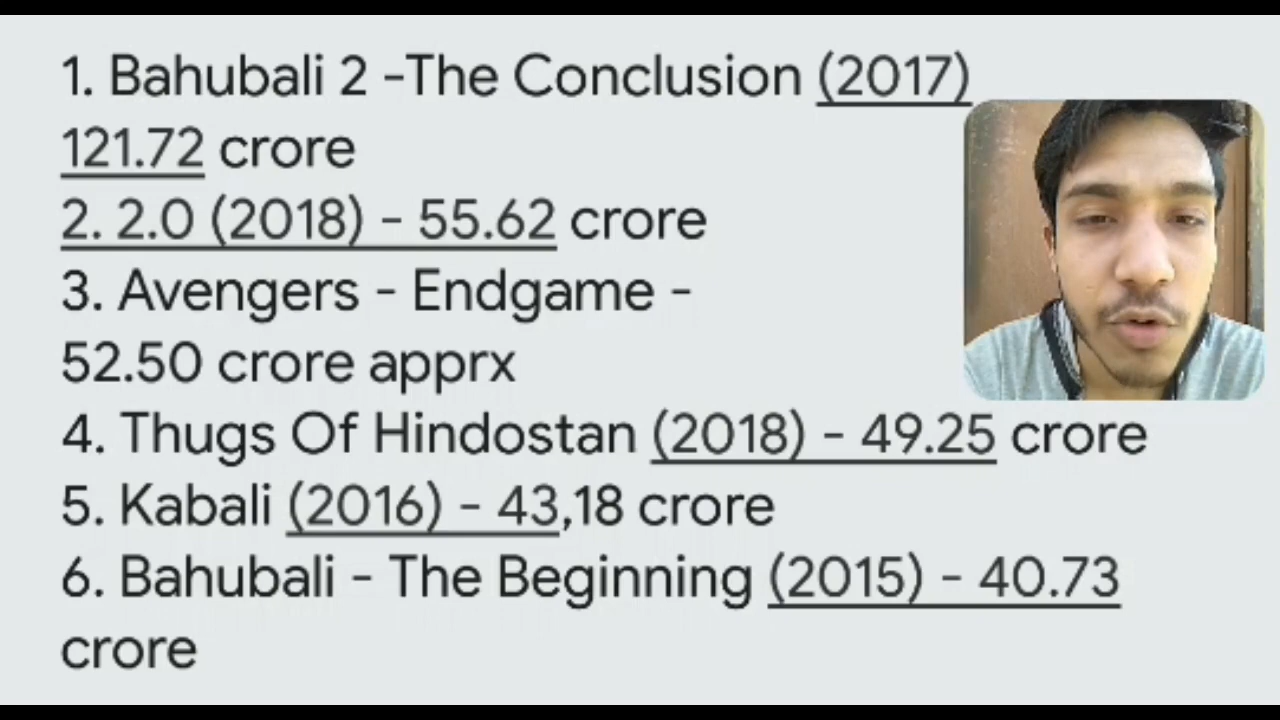 1. Bahubali 2 -The Conclusion (2017)
121.72 crore
2. 2.0 (2018) - 55.62 crore
3. Avengers - Endgame -
52.50 crore apprx
4. Thugs Of Hindostan (2018) - 49.25 crore
5. Kabali (2016) - 43,18 crore
6. Bahubali - The Beginning (2015) - 40.73
crore